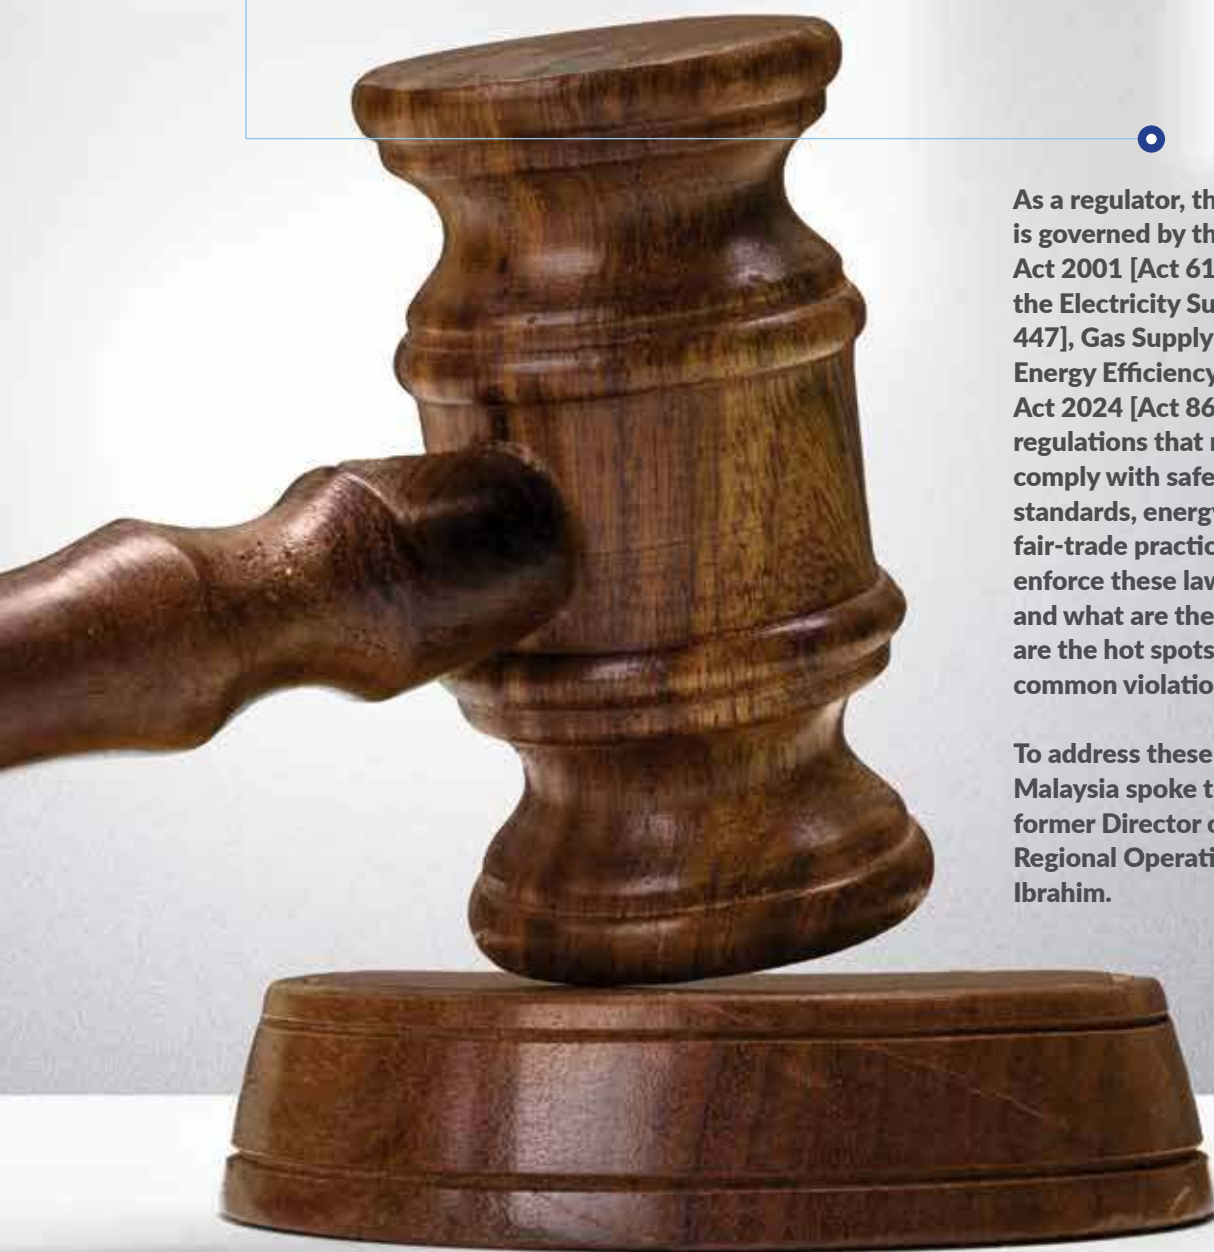 As a regulator, th
is governed by th
Act 2001 [Act 61
the Electricity Su
447], Gas Supply
Energy Efficiency
Act 2024 [Act 86
regulations that
comply with safe
standards, energy
fair-trade practic
enforce these law
and what are the
are the hot spots
common violatio
To address these
Malaysia spoke t
former Director
Regional Operati
Ibrahim.